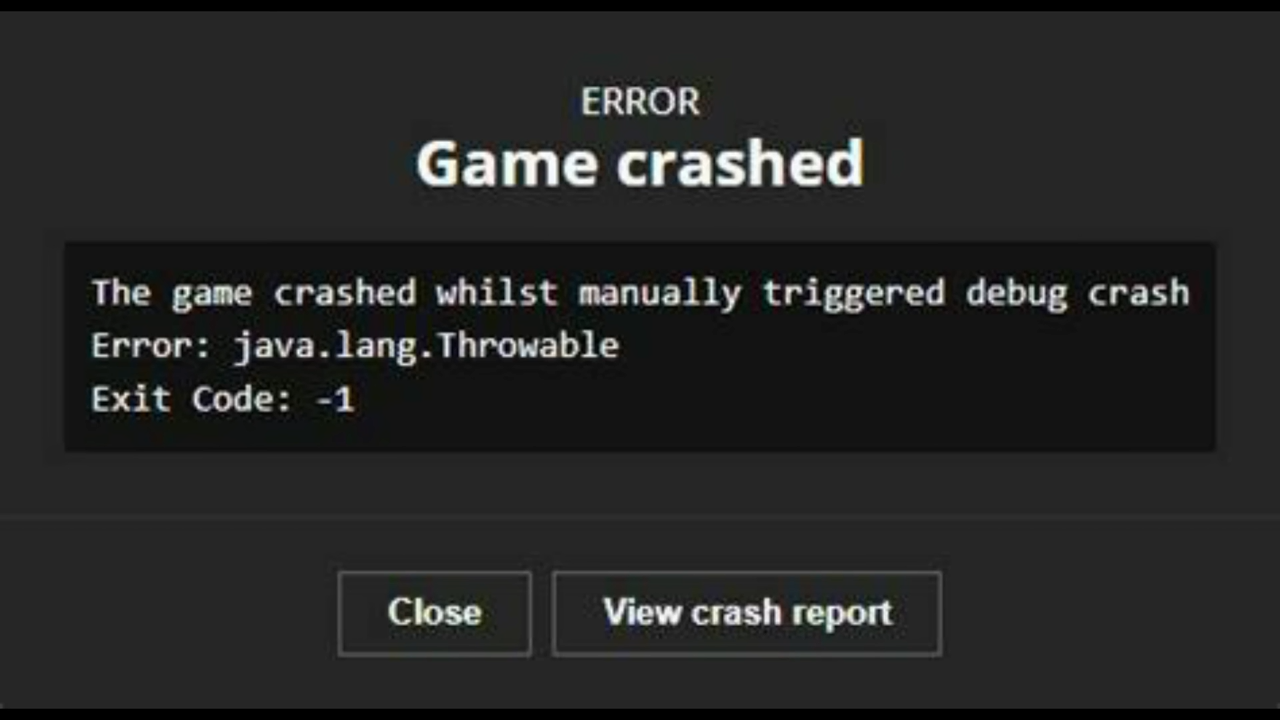 ERROR
Game crashed
The game crashed whilst manually triggered debug crash
Error: java.lang.Throwable
Exit Code: -1
Close
View crash report